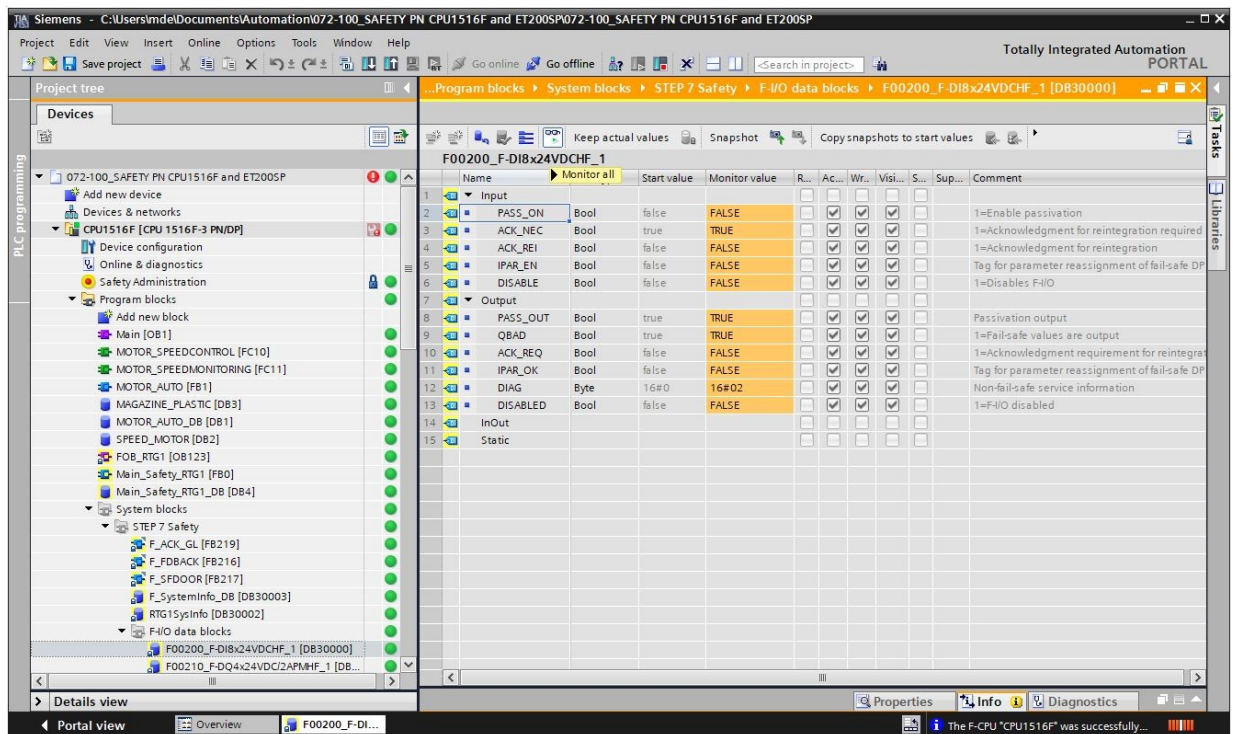 Siemens - C:\Users\mde\Documents\Automation\072-100_SAFETY PN CPU1516F and ET200SP\072-100_SAFETY PN CPU1516F and ET200SP
Project Edit View Insert Online Options Tools Window Help
Totally Integrated Automation
PORTAL
Save project Go online Go offline <Search in project>
Project tree
...Program blocks System blocks STEP 7 Safety F-I/O data blocks F00200_F-DI8x24VDCHF_1 [DB30000]
Devices
Keep actual values Snapshot Copy snapshots to start values
PLC programming
Tasks
Libraries
072-100_SAFETY PN CPU1516F and ET200SP
Add new device
Devices & networks
CPU1516F [CPU 1516F-3 PN/DP]
Device configuration
Online & diagnostics
Safety Administration
Program blocks
Add new block
Main [OB1]
MOTOR_SPEEDCONTROL [FC10]
MOTOR_SPEEDMONITORING [FC11]
MOTOR_AUTO [FB1]
MAGAZINE_PLASTIC [DB3]
MOTOR_AUTO_DB [DB1]
SPEED_MOTOR [DB2]
FOB_RTG1 [OB123]
Main_Safety_RTG1 [FB0]
Main_Safety_RTG1_DB [DB4]
System blocks
STEP 7 Safety
F_ACK_GL [FB219]
F_FDBACK [FB216]
F_SFDOOR [FB217]
F_SystemInfo_DB [DB30003]
RTG1SysInfo [DB30002]
F-I/O data blocks
F00200_F-DI8x24VDCHF_1 [DB30000]
F00210_F-DQ4x24VDC/2APMHF_1 [DB...
Details view
F00200_F-DI8x24VDCHF_1
Monitor all
Name Start value Monitor value R... Ac... Wr... Visi... S... Sup... Comment
1 Input
2 PASS_ON Bool false FALSE 1=Enable passivation
3 ACK_NEC Bool true TRUE 1=Acknowledgment for reintegration required
4 ACK_REI Bool false FALSE 1=Acknowledgment for reintegration
5 IPAR_EN Bool false FALSE Tag for parameter reassignment of fail-safe DP
6 DISABLE Bool false FALSE 1=Disables F-I/O
7 Output
8 PASS_OUT Bool true TRUE Passivation output
9 QBAD Bool true TRUE 1=Fail-safe values are output
10 ACK_REQ Bool false FALSE 1=Acknowledgment requirement for reintegrat
11 IPAR_OK Bool false FALSE Tag for parameter reassignment of fail-safe DP
12 DIAG Byte 16#0 16#02 Non-fail-safe service information
13 DISABLED Bool false FALSE 1=F-I/O disabled
14 InOut
15 Static
Properties Info Diagnostics
Portal view Overview F00200_F-DI... The F-CPU "CPU1516F" was successfully...